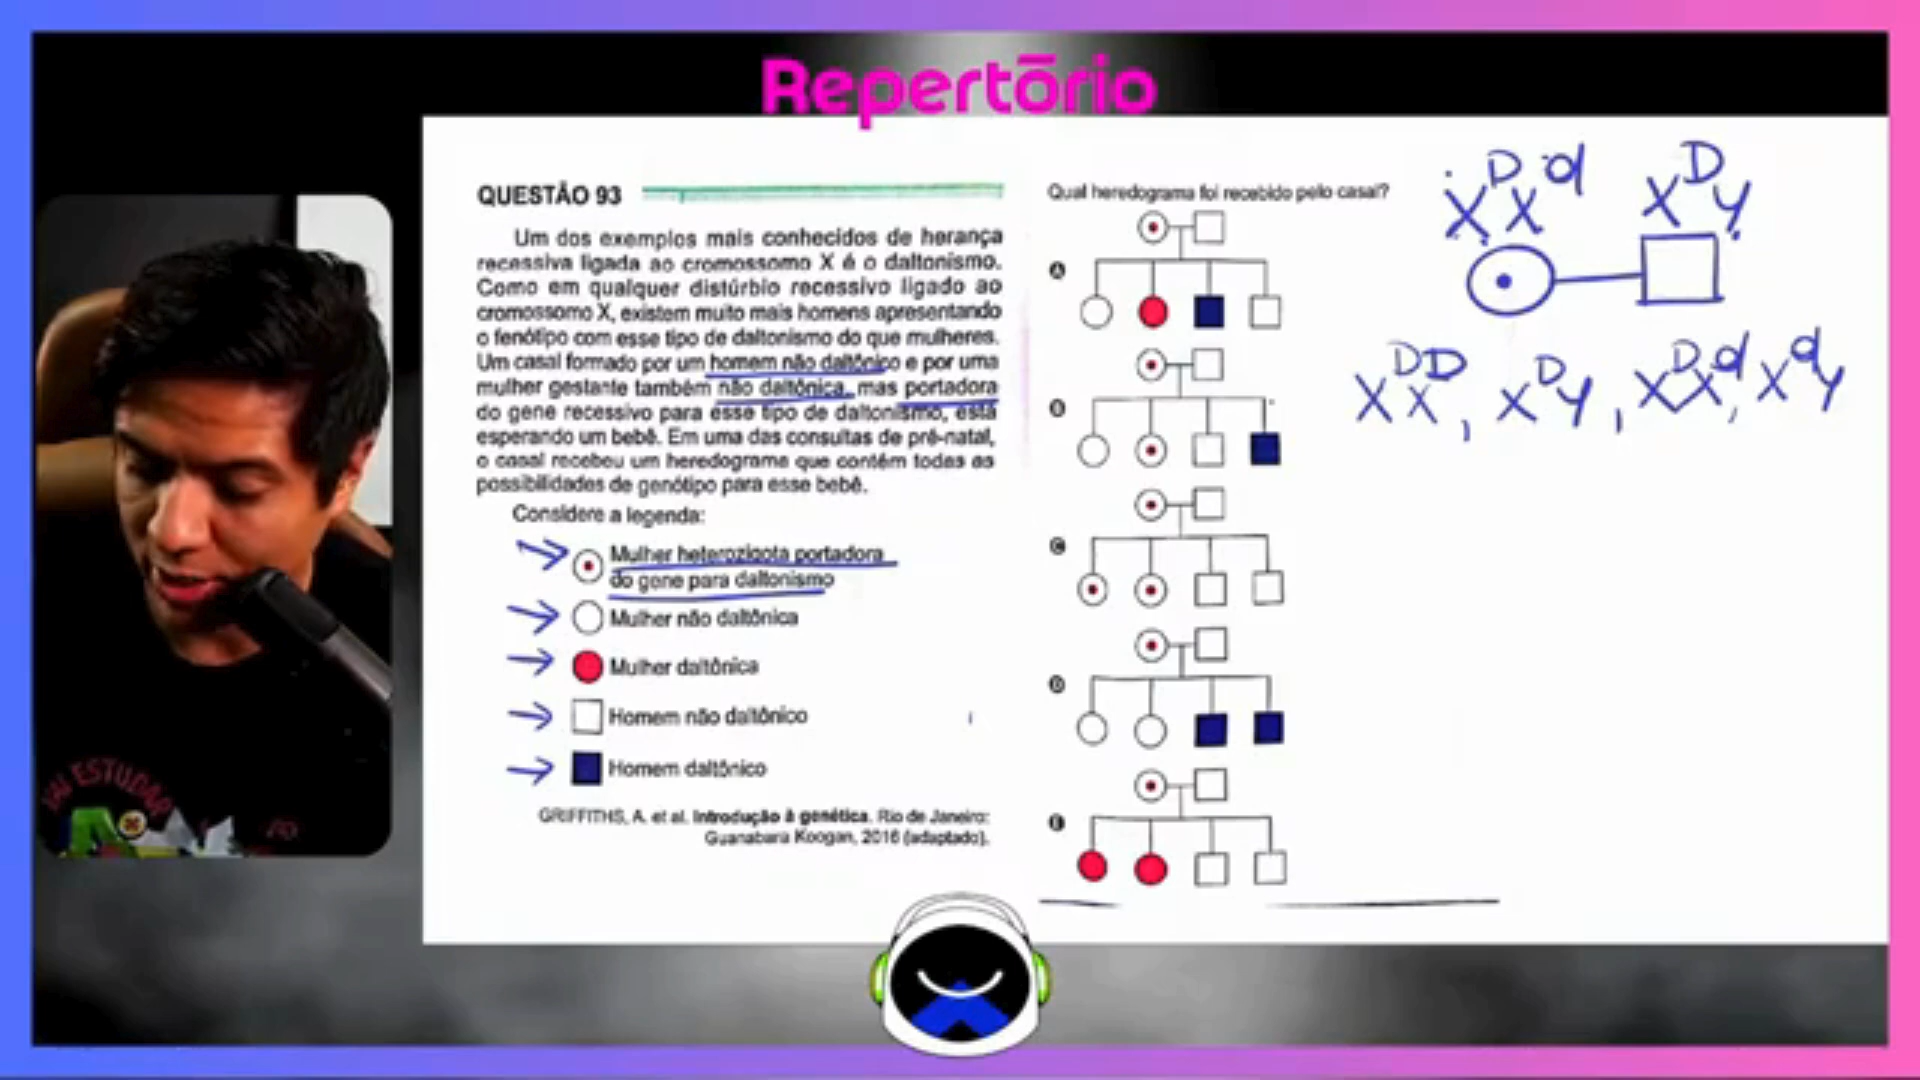 Repertōrio
QUESTÃO 93
Um dos exemplos mais conhecidos de herança
recessiva ligada ao cromossomo X é o daltonismo.
Como em qualquer distúrbio recessivo ligado ao
cromossomo X, existem muito mais homens apresentando
o fenótipo com esse tipo de daltonismo do que mulheres.
Um casal formado por um homem não daltônico e por uma
mulher gestante também não daltônica, mas portadora
do gene recessivo para esse tipo de daltonismo, está
esperando um bebê. Em uma das consultas de pré-natal,
o casal recebeu um heredograma que contém todas as
possibilidades de genótipo para esse bebê.
Considere a legenda:
Mulher heterozigota portadora
do gene para daltonismo
Mulher não daltônica
Mulher daltônica
Homem não daltônico
Homem daltônico
GRIFFITHS, A. et al. Introdução à genética. Rio de Janeiro:
Guanabara Koogan, 2016 (adaptado).
Qual heredograma foi recebido pelo casal?
A
B
C
D
E
X^D X^d X^D Y
X^D X^D, X^D Y, X^D X^d, X^d Y
ESTUDAR